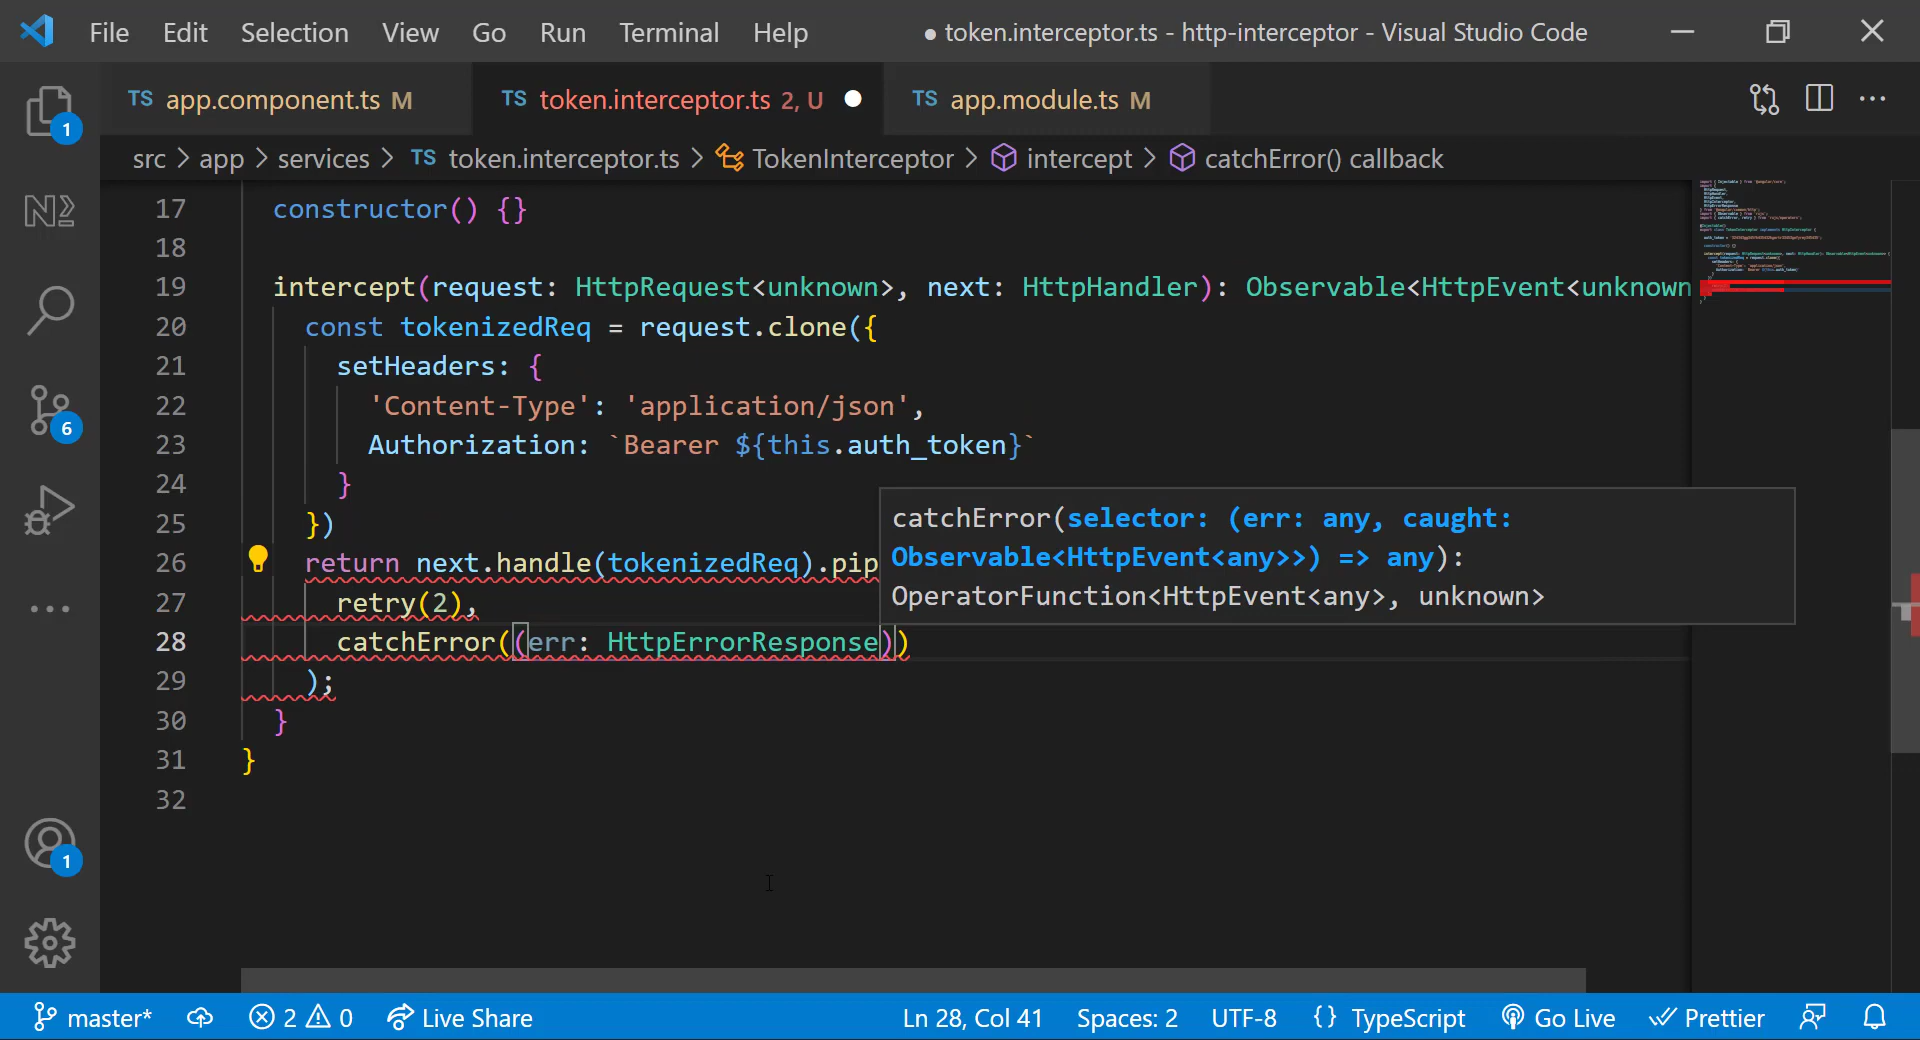 File Edit Selection View Go Run Terminal Help ● token.interceptor.ts - http-interceptor - Visual Studio Code
TS app.component.ts M TS token.interceptor.ts 2, U TS app.module.ts M
src > app > services > TS token.interceptor.ts > TokenInterceptor > intercept > catchError() callback
17 constructor() {}
18
19 intercept(request: HttpRequest<unknown>, next: HttpHandler): Observable<HttpEvent<unknown
20 const tokenizedReq = request.clone({
21 setHeaders: {
22 'Content-Type': 'application/json',
23 Authorization: `Bearer ${this.auth_token}`
24 }
25 })
26 return next.handle(tokenizedReq).pip
27 retry(2),
28 catchError((err: HttpErrorResponse))
29 );
30 }
31 }
32
catchError(selector: (err: any, caught:
Observable<HttpEvent<any>>) => any):
OperatorFunction<HttpEvent<any>, unknown>
1
6
1
master* 2 0 Live Share Ln 28, Col 41 Spaces: 2 UTF-8 {} TypeScript Go Live Prettier